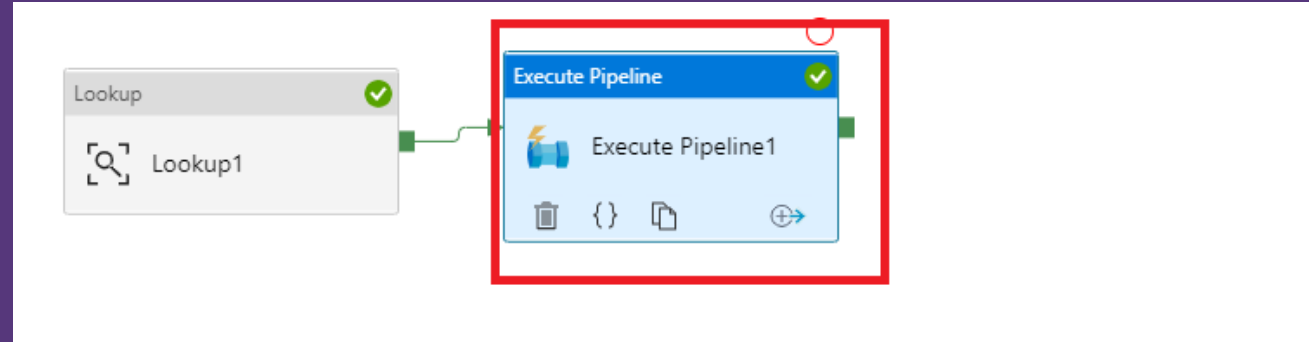 Lookup
Lookup1
Execute Pipeline
Execute Pipeline1
{}